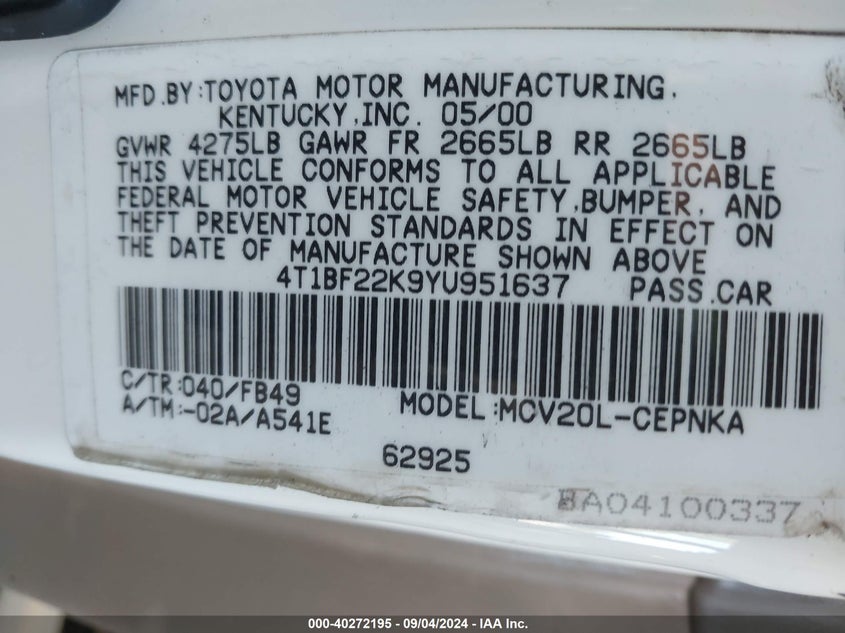 MFD.BY:TOYOTA MOTOR MANUFACTURING,
KENTUCKY,INC. 05/00
GVWR 4275LB GAWR FR 2665LB RR 2665LB
THIS VEHICLE CONFORMS TO ALL APPLICABLE
FEDERAL MOTOR VEHICLE SAFETY,BUMPER, AND
THEFT PREVENTION STANDARDS IN EFFECT ON
THE DATE OF MANUFACTURE SHOWN ABOVE
4T1BF22K9YU951637 PASS.CAR
C/TR:040/FB49
A/TM:-02A/A541E MODEL:MCV20L-CEPNKA
62925
BA04100337
000-40272195 - 09/04/2024 - IAAI.COM